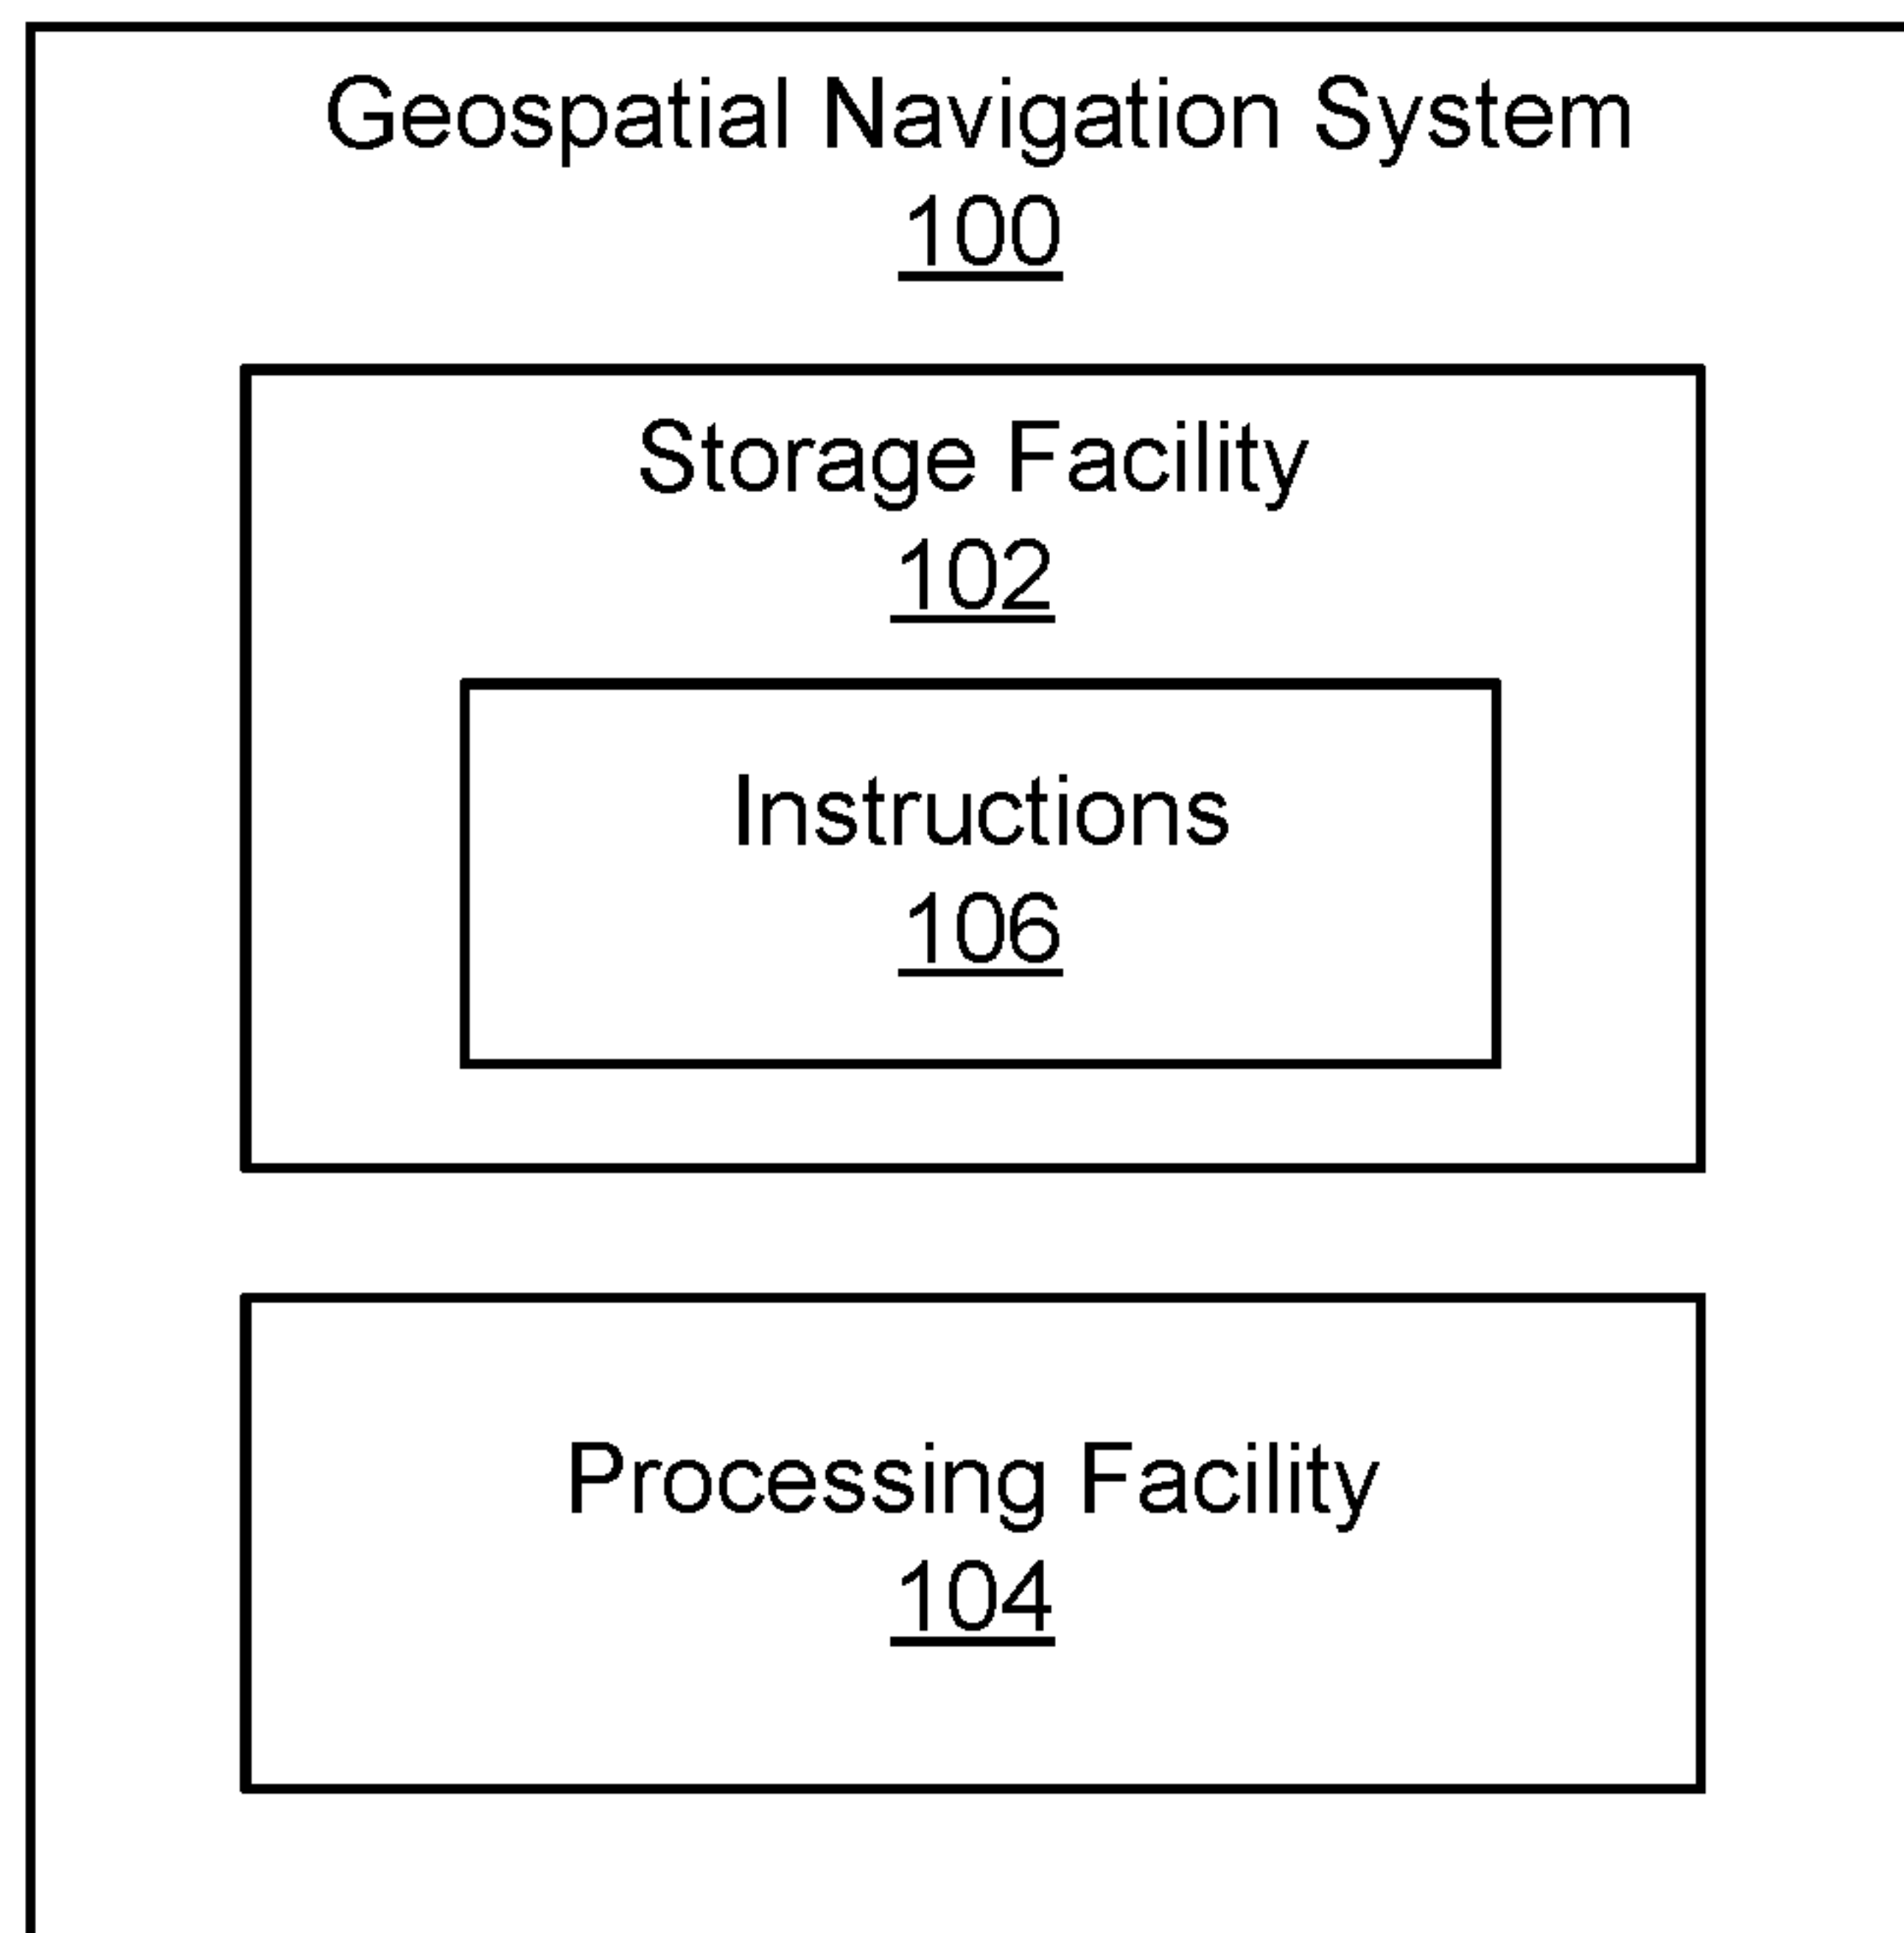 Geospatial Navigation System
100
Storage Facility
102
Instructions
106
Processing Facility
104